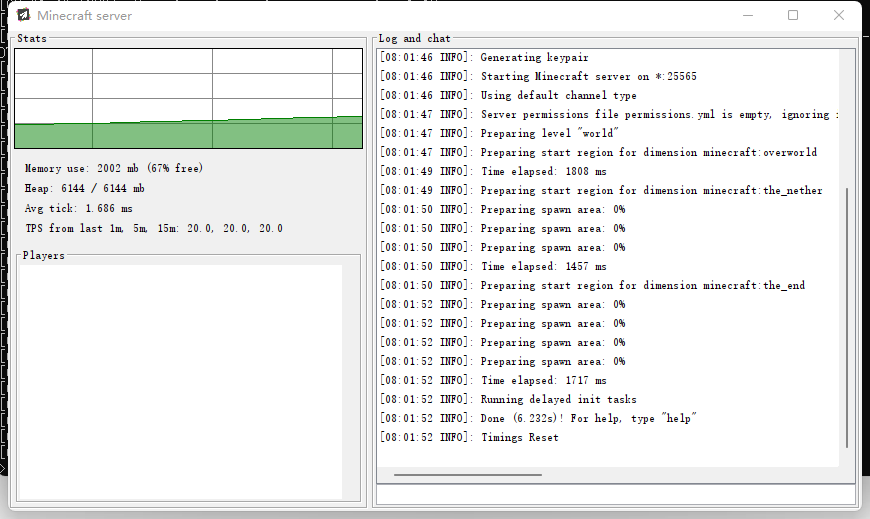 Minecraft server
Stats
Memory use: 2002 mb (67% free)
Heap: 6144 / 6144 mb
Avg tick: 1.686 ms
TPS from last 1m, 5m, 15m: 20.0, 20.0, 20.0
Players
Log and chat
[08:01:46 INFO]: Generating keypair
[08:01:46 INFO]: Starting Minecraft server on *:25565
[08:01:46 INFO]: Using default channel type
[08:01:47 INFO]: Server permissions file permissions.yml is empty, ignoring
[08:01:47 INFO]: Preparing level "world"
[08:01:47 INFO]: Preparing start region for dimension minecraft:overworld
[08:01:49 INFO]: Time elapsed: 1808 ms
[08:01:49 INFO]: Preparing start region for dimension minecraft:the_nether
[08:01:50 INFO]: Preparing spawn area: 0%
[08:01:50 INFO]: Preparing spawn area: 0%
[08:01:50 INFO]: Preparing spawn area: 0%
[08:01:50 INFO]: Time elapsed: 1457 ms
[08:01:50 INFO]: Preparing start region for dimension minecraft:the_end
[08:01:52 INFO]: Preparing spawn area: 0%
[08:01:52 INFO]: Preparing spawn area: 0%
[08:01:52 INFO]: Preparing spawn area: 0%
[08:01:52 INFO]: Preparing spawn area: 0%
[08:01:52 INFO]: Time elapsed: 1717 ms
[08:01:52 INFO]: Running delayed init tasks
[08:01:52 INFO]: Done (6.232s)! For help, type "help"
[08:01:52 INFO]: Timings Reset